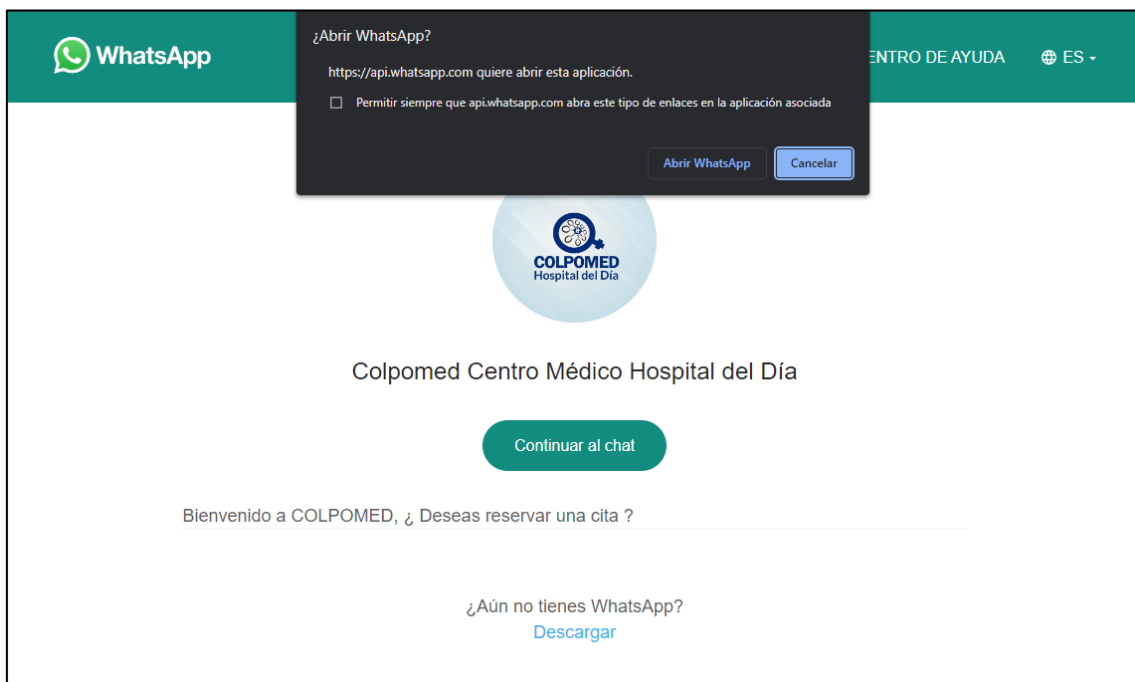 WhatsApp
¿Abrir WhatsApp?
https://api.whatsapp.com quiere abrir esta aplicación.
Permitir siempre que api.whatsapp.com abra este tipo de enlaces en la aplicación asociada
Abrir WhatsApp
Cancelar
ENTRO DE AYUDA
ES
COLPOMED
Hospital del Día
Colpomed Centro Médico Hospital del Día
Continuar al chat
Bienvenido a COLPOMED, ¿ Deseas reservar una cita ?
¿Aún no tienes WhatsApp?
Descargar